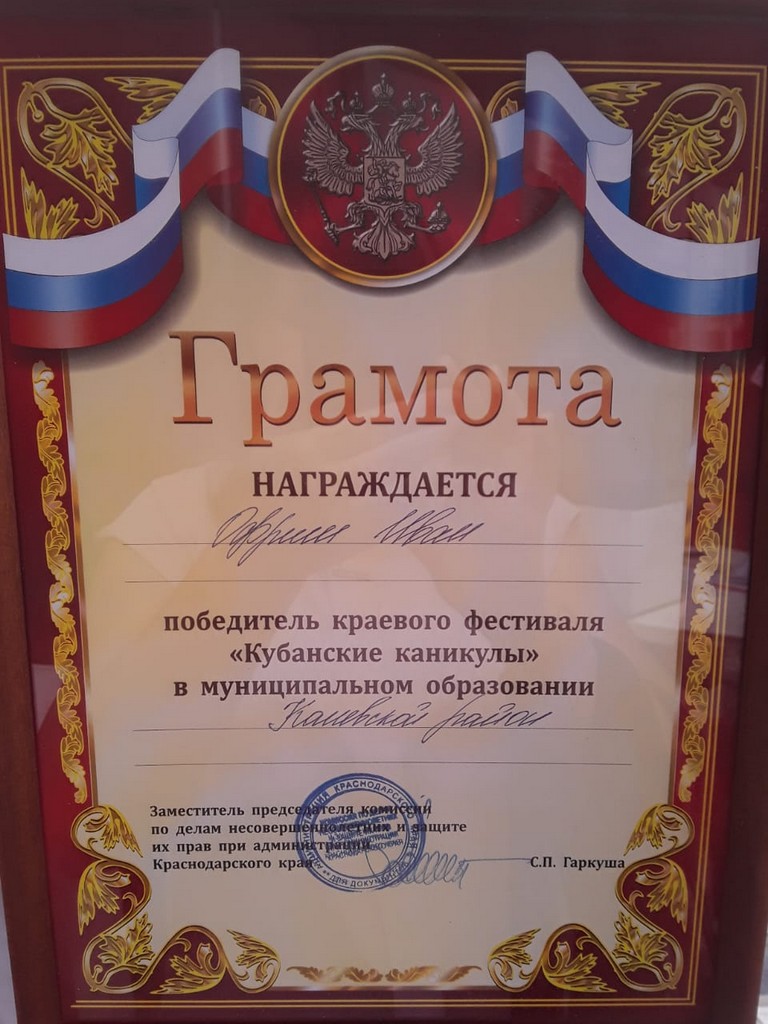 Грамота
НАГРАЖДАЕТСЯ
Иван
победитель краевого фестиваля
«Кубанские каникулы»
в муниципальном образовании
Каневской район
Заместитель председателя комиссии
по делам несовершеннолетних и защите
их прав при администрации
Краснодарского края
С.П. Гаркуша